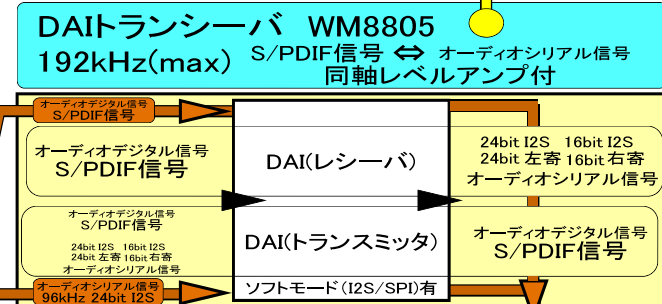 DAIトランシーバ WM8805
192kHz(max) S/PDIF信号 ⇔ オーディオシリアル信号
同軸レベルアンプ付
オーディオデジタル信号
S/PDIF信号
オーディオデジタル信号
S/PDIF信号
DAI(レシーバ)
24bit I2S 16bit I2S
24bit 左寄 16bit 右寄
オーディオシリアル信号
オーディオデジタル信号
S/PDIF信号
24bit I2S 16bit I2S
24bit 左寄 16bit 右寄
オーディオシリアル信号
DAI(トランスミッタ)
オーディオデジタル信号
S/PDIF信号
オーディオシリアル信号
96kHz 24bit I2S
ソフトモード(I2S/SPI)有